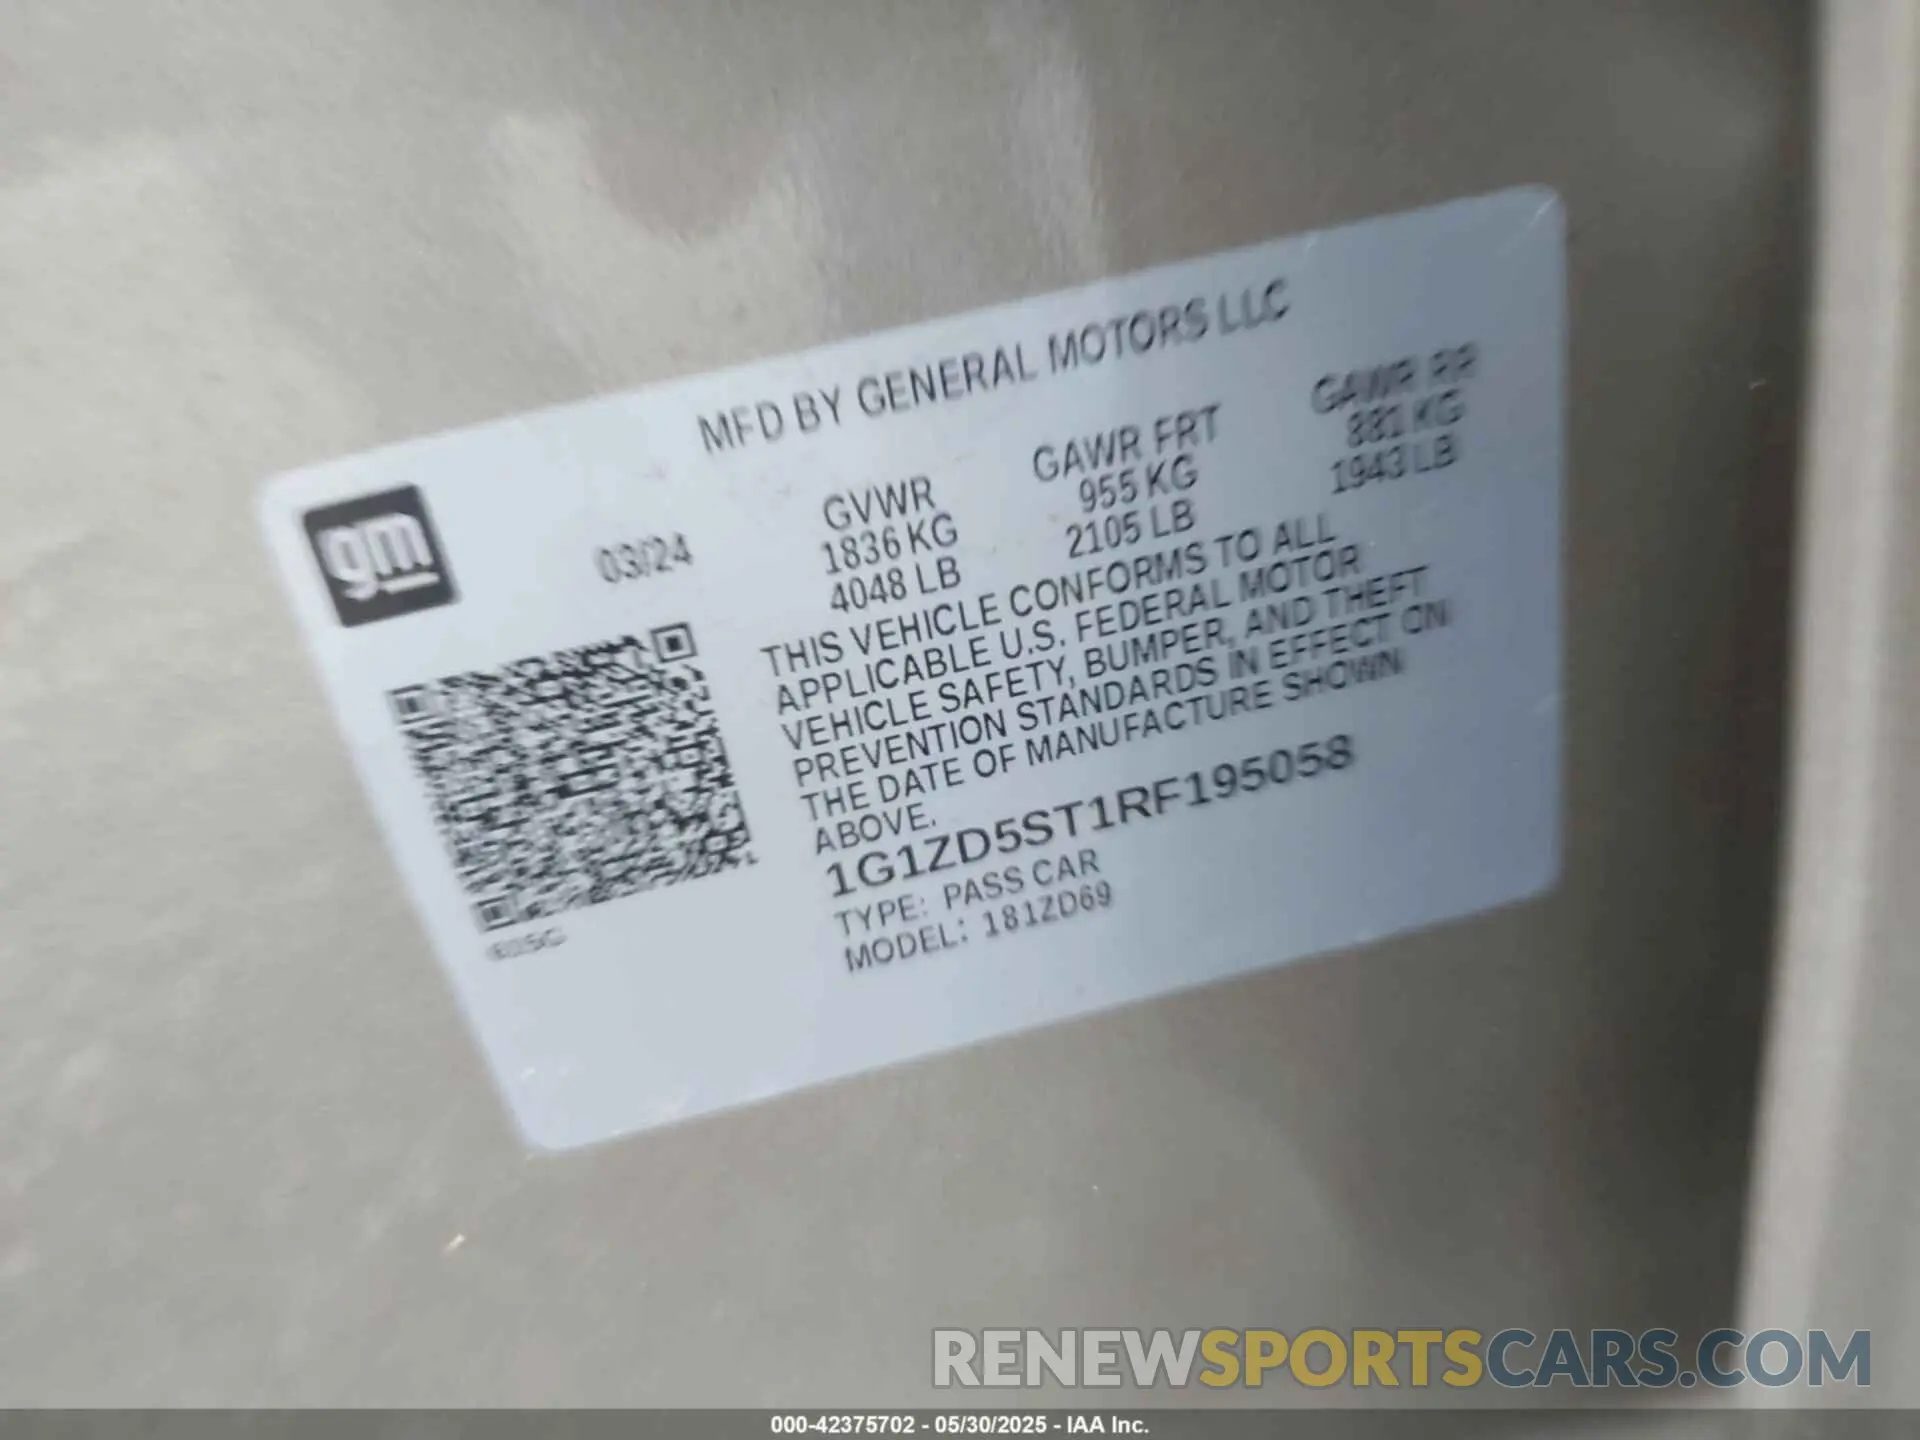 MFD BY GENERAL MOTORS LLC
gm
03/24
GVWR
1836 KG
4048 LB
GAWR FRT
955 KG
2105 LB
GAWR RR
881 KG
1943 LB
THIS VEHICLE CONFORMS TO ALL
APPLICABLE U.S. FEDERAL MOTOR
VEHICLE SAFETY, BUMPER, AND THEFT
PREVENTION STANDARDS IN EFFECT ON
THE DATE OF MANUFACTURE SHOWN
ABOVE.
1G1ZD5ST1RF195058
TYPE: PASS CAR
MODEL: 181ZD69
RENEWSPORTSCARS.COM
000-42375702 - 05/30/2025 - IAA Inc.